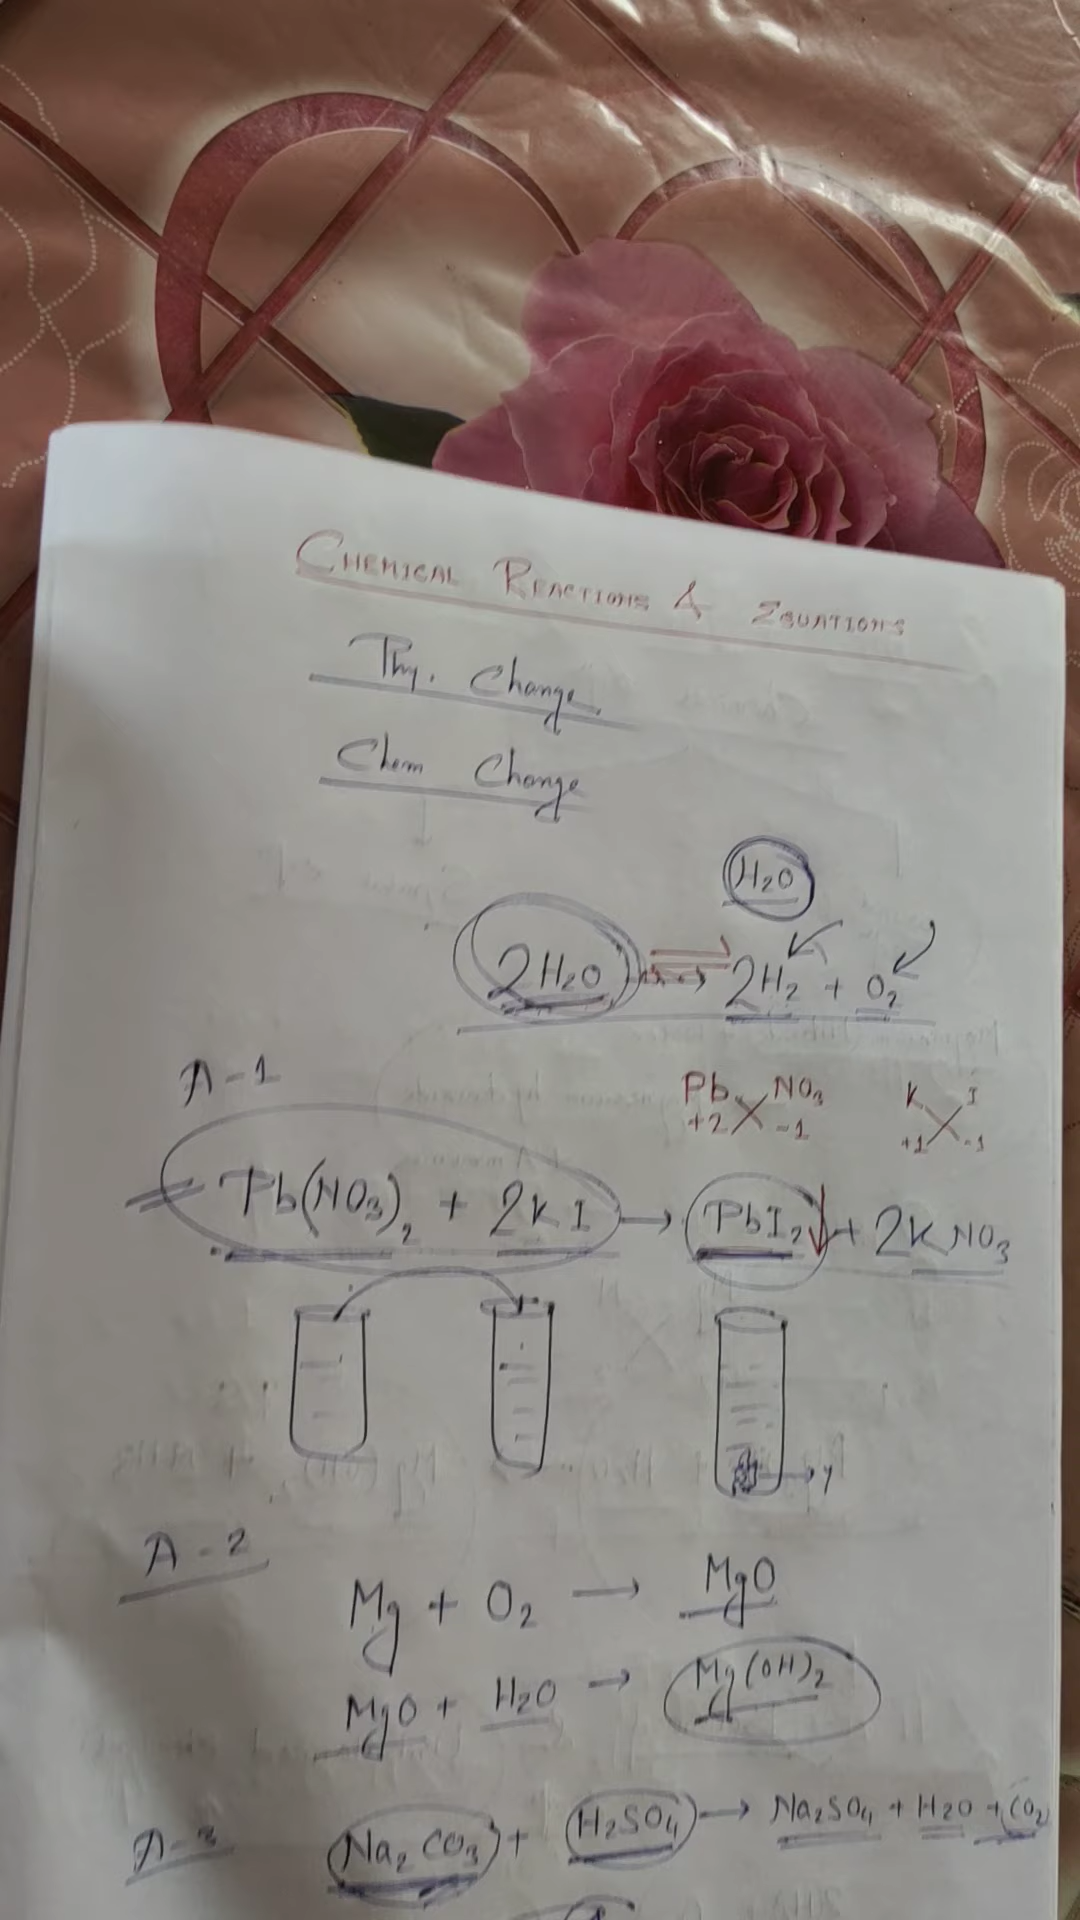 CHEMICAL REACTIONS & EQUATIONS
Phy. Change.
Chem Change
H₂O
2H₂O ⇌ 2H₂ + O₂
A-1
Pb NO₃ K I
+2 -1 +1 -1
Pb(NO₃)₂ + 2KI → PbI₂↓ + 2KNO₃
y
A-2
Mg + O₂ → MgO
MgO + H₂O → Mg(OH)₂
A-3 Na₂CO₃ + H₂SO₄ → Na₂SO₄ + H₂O + CO₂